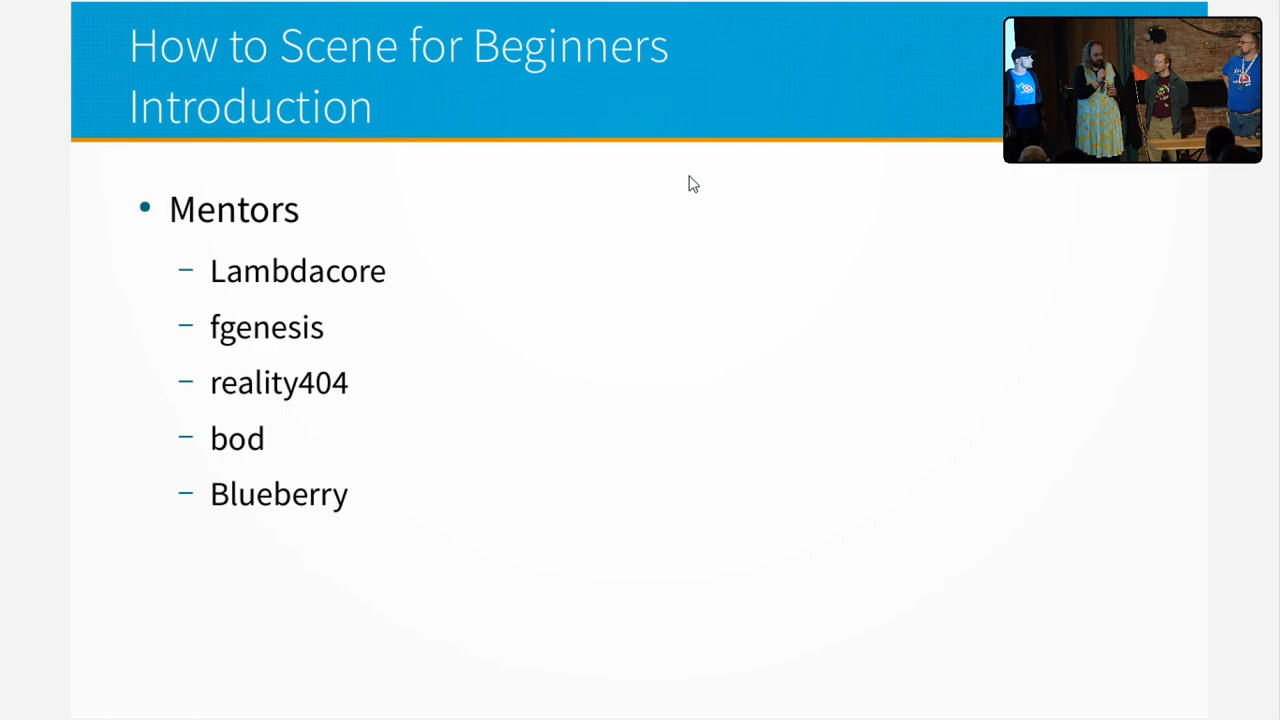 How to Scene for Beginners
Introduction
• Mentors
– Lambdacore
– fgenesis
– reality404
– bod
– Blueberry